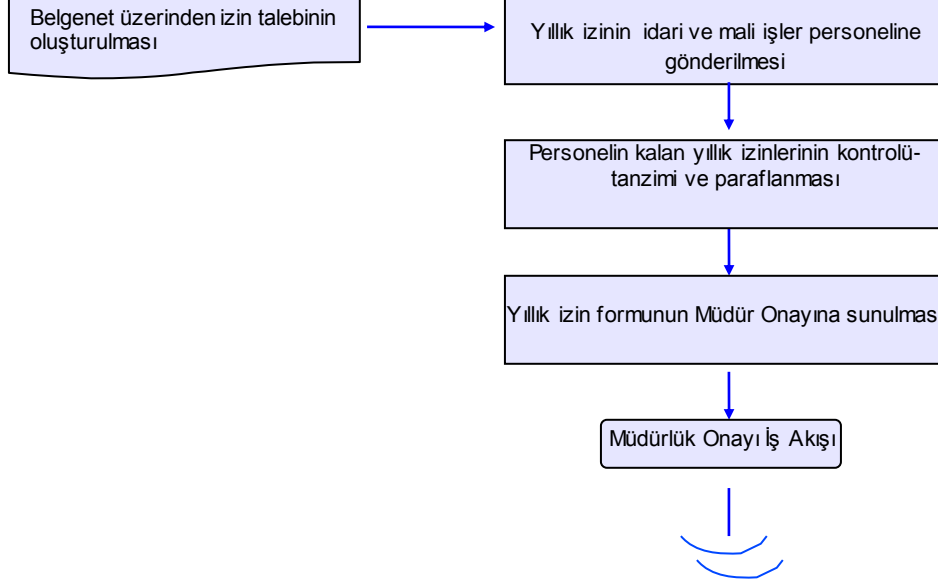 Belgenet üzerinden izin talebinin
oluşturulması
Yıllık izinin idari ve mali işler personeline
gönderilmesi
Personelin kalan yıllık izinlerinin kontrolü-
tanzimi ve paraflanması
Yıllık izin formunun Müdür Onayına sunulmas
Müdürlük Onayı İş Akışı